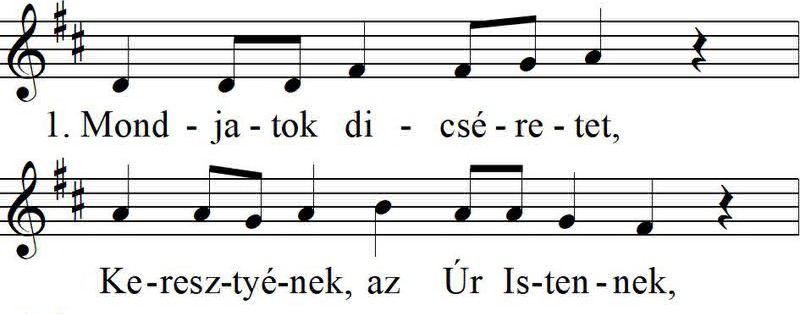 1. Mond - ja - tok di - csé - re - tet,
Ke - resz - tyé - nek, az Úr Is - ten - nek,